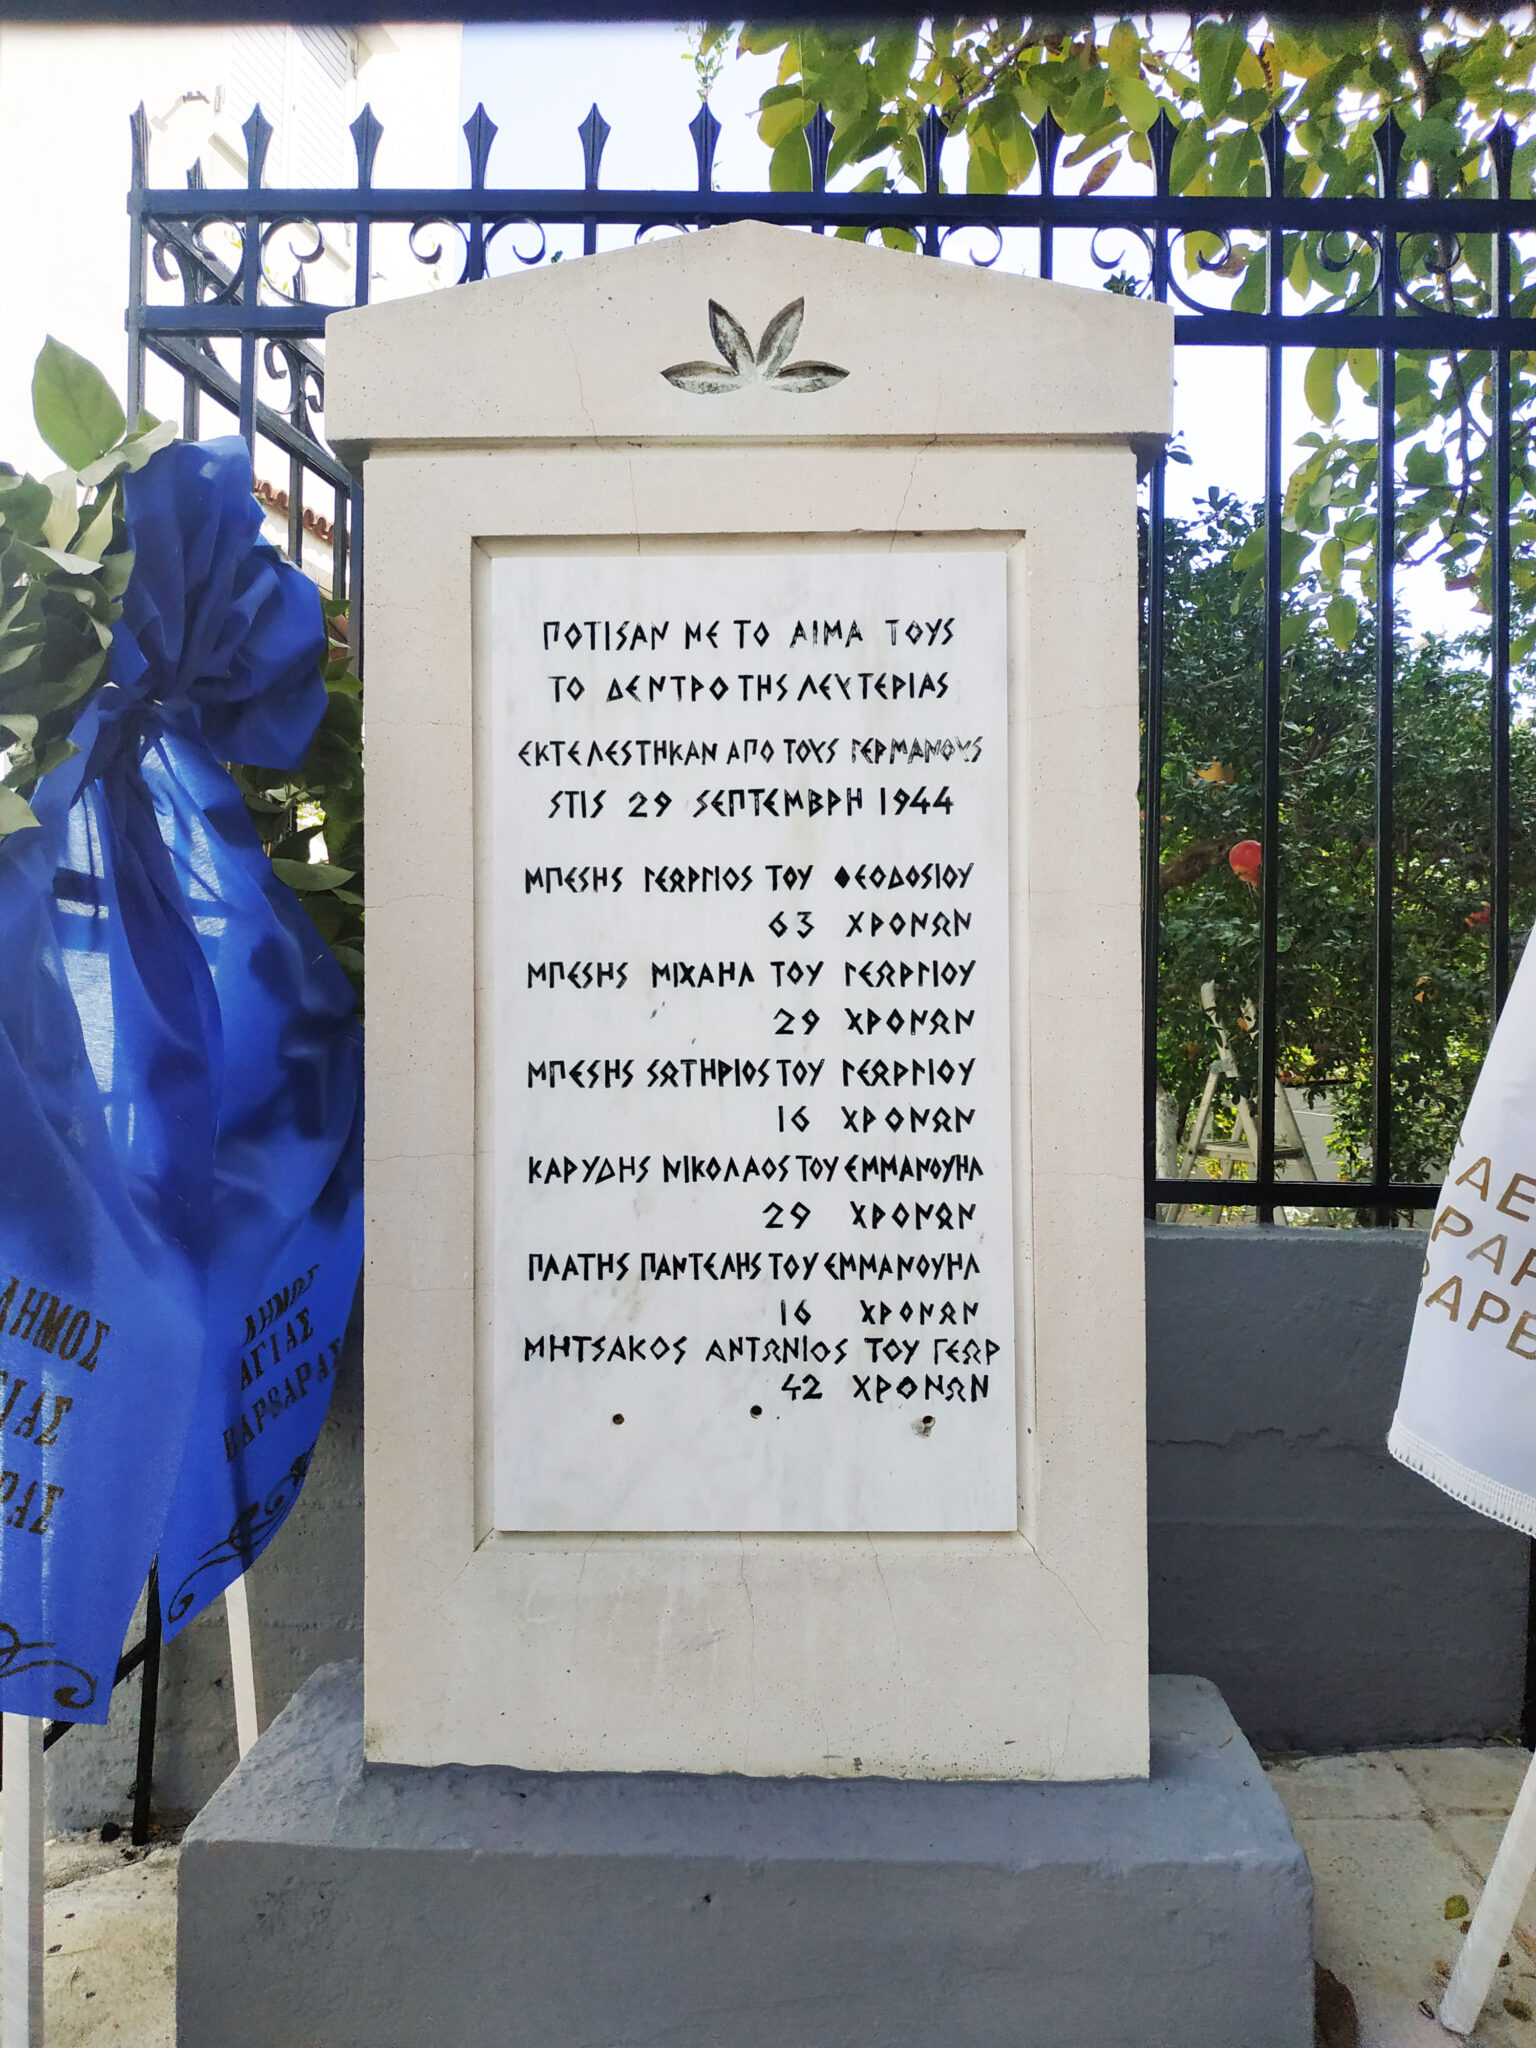 ΠΟΤΙΣΑΝ ΜΕ ΤΟ ΑΙΜΑ ΤΟΥΣ
ΤΟ ΔΕΝΤΡΟ ΤΗΣ ΛΕΥΤΕΡΙΑΣ
ΕΚΤΕΛΕΣΤΗΚΑΝ ΑΠΟ ΤΟΥΣ ΓΕΡΜΑΝΟΥΣ
ΣΤΙΣ 29 ΣΕΠΤΕΜΒΡΗ 1944
ΜΠΕΣΗΣ ΓΕΩΡΓΙΟΣ ΤΟΥ ΘΕΟΔΟΣΙΟΥ
63 ΧΡΟΝΩΝ
ΜΠΕΣΗΣ ΜΙΧΑΗΛ ΤΟΥ ΓΕΩΡΓΙΟΥ
29 ΧΡΟΝΩΝ
ΜΠΕΣΗΣ ΣΩΤΗΡΙΟΣ ΤΟΥ ΓΕΩΡΓΙΟΥ
16 ΧΡΟΝΩΝ
ΚΑΡΥΔΗΣ ΝΙΚΟΛΑΟΣ ΤΟΥ ΕΜΜΑΝΟΥΗΛ
29 ΧΡΟΝΩΝ
ΠΛΑΤΗΣ ΠΑΝΤΕΛΗΣ ΤΟΥ ΕΜΜΑΝΟΥΗΛ
16 ΧΡΟΝΩΝ
ΜΗΤΣΑΚΟΣ ΑΝΤΩΝΙΟΣ ΤΟΥ ΓΕΩΡ
42 ΧΡΟΝΩΝ
ΔΗΜΟΣ
ΔΗΜΟΣ
ΑΓΙΑΣ
ΒΑΡΒΑΡΑΣ